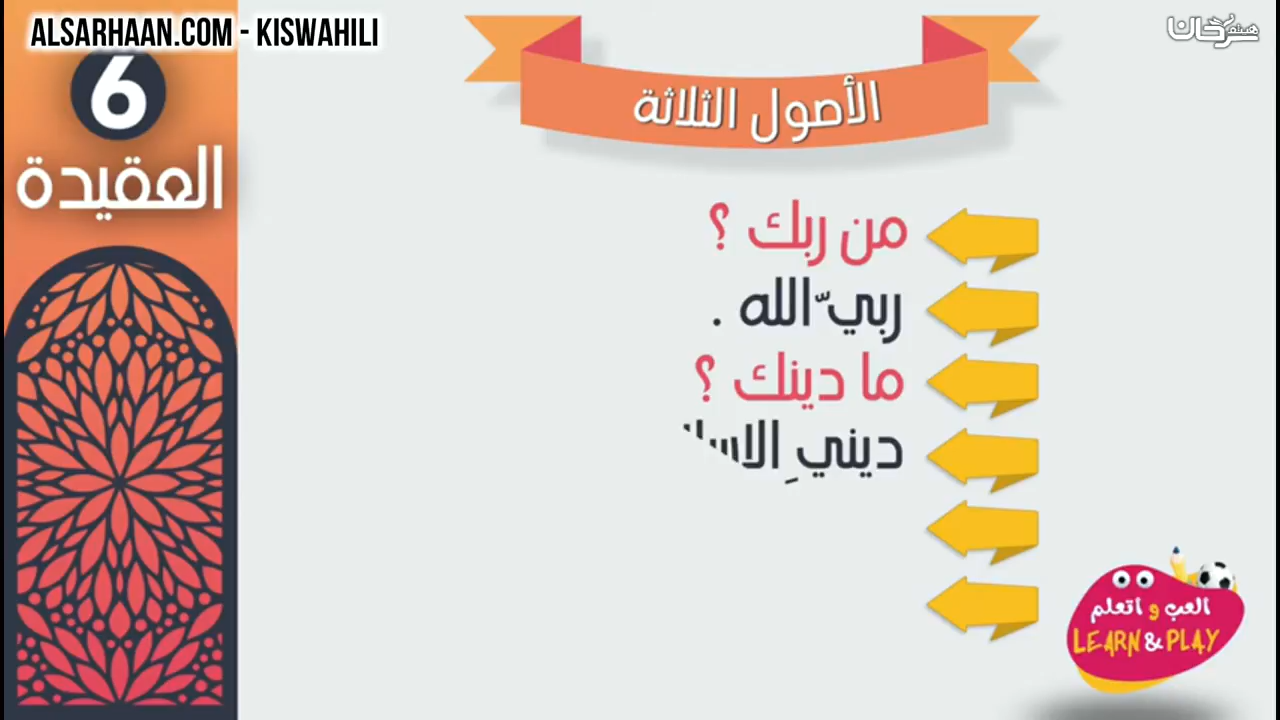 ALSARHAAN.COM - KISWAHILI
6
العقيدة
الأصول الثلاثة
من ربك ؟
ربيّ الله .
ما دينك ؟
دينيِ
العب و اتعلم
LEARN & PLAY